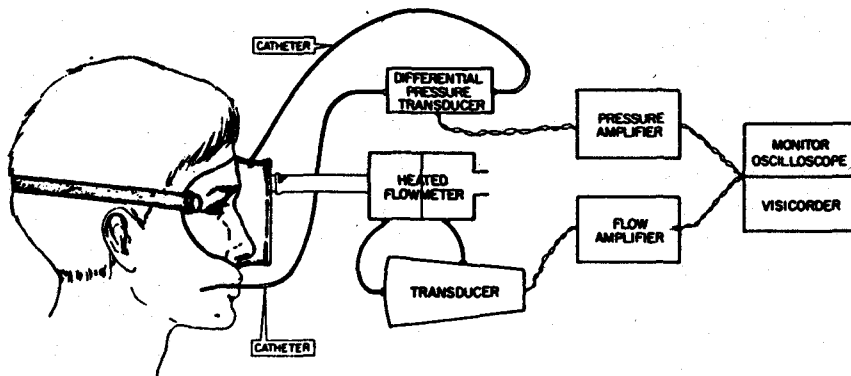 CATHETER
DIFFERENTIAL
PRESSURE
TRANSDUCER
PRESSURE
AMPLIFIER
MONITOR
OSCILLOSCOPE
VISICORDER
HEATED
FLOWMETER
FLOW
AMPLIFIER
TRANSDUCER
CATHETER